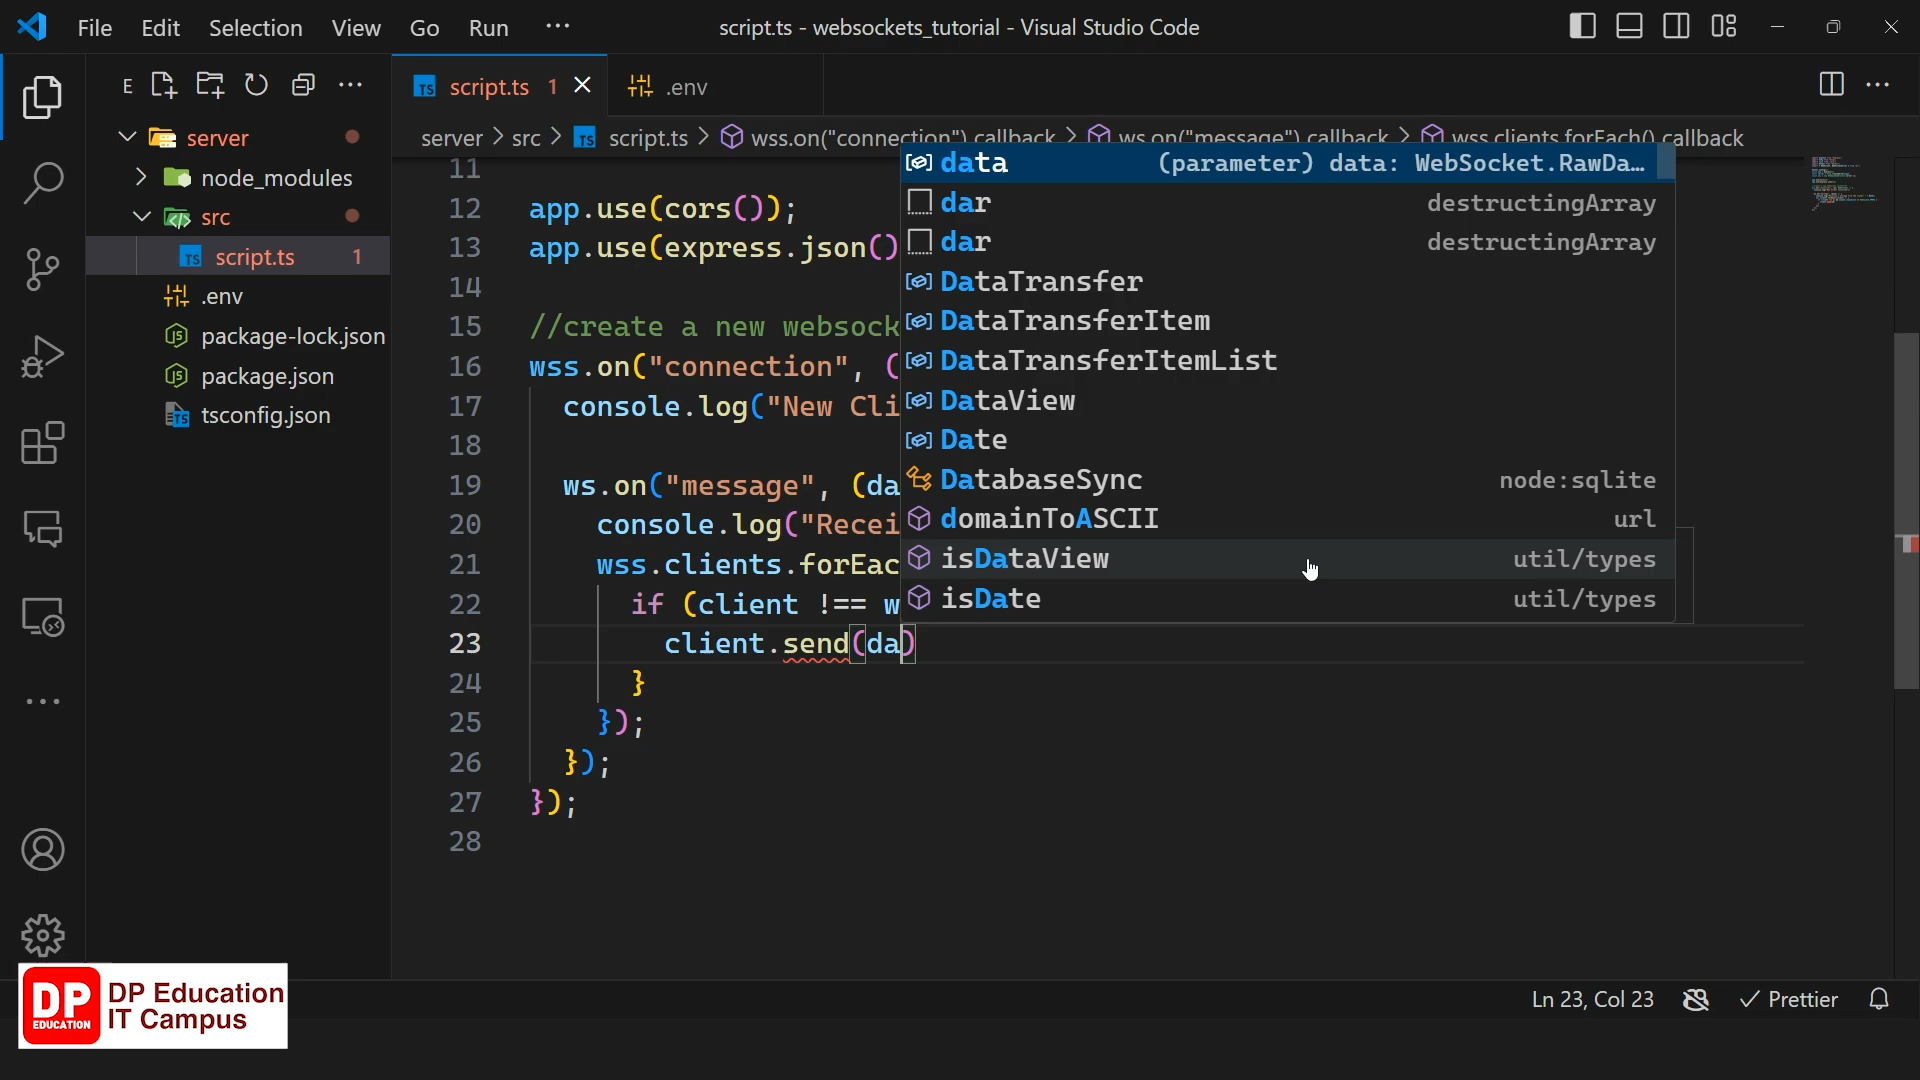 File Edit Selection View Go Run ···
script.ts - websockets_tutorial - Visual Studio Code
E
script.ts 1
.env
server > src > script.ts > wss.on("connection") callback > ws.on("message") callback > wss.clients.forEach() callback
server
node_modules
src
script.ts 1
.env
package-lock.json
package.json
tsconfig.json
11
12 app.use(cors());
13 app.use(express.json()
14
15 //create a new websock
16 wss.on("connection", (
17 console.log("New Cli
18
19 ws.on("message", (da
20 console.log("Recei
21 wss.clients.forEac
22 if (client !== w
23 client.send(da)
24 }
25 });
26 });
27 });
28
data (parameter) data: WebSocket.RawDa…
dar destructingArray
dar destructingArray
DataTransfer
DataTransferItem
DataTransferItemList
DataView
Date
DatabaseSync node:sqlite
domainToASCII url
isDataView util/types
isDate util/types
DP EDUCATION
DP Education
IT Campus
Ln 23, Col 23
Prettier